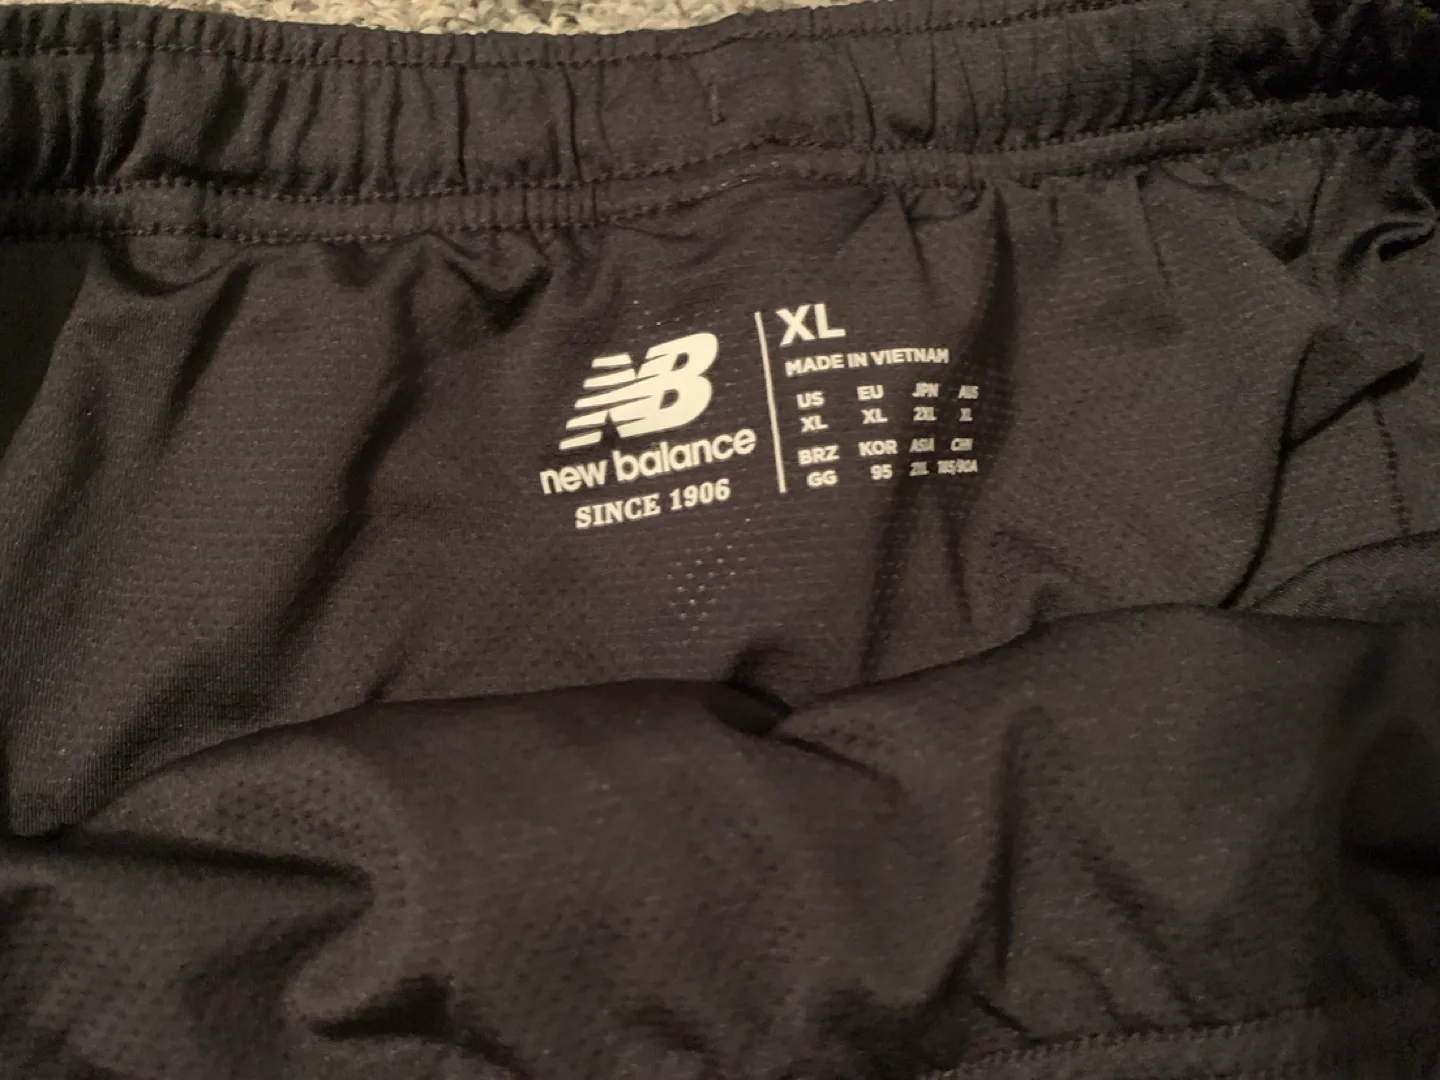 NB
new balance
SINCE 1906
XL
MADE IN VIETNAM
US EU JPN AUS
XL XL 2XL XL
BRZ KOR ASIA CHN
GG 95 2XL 185/90A